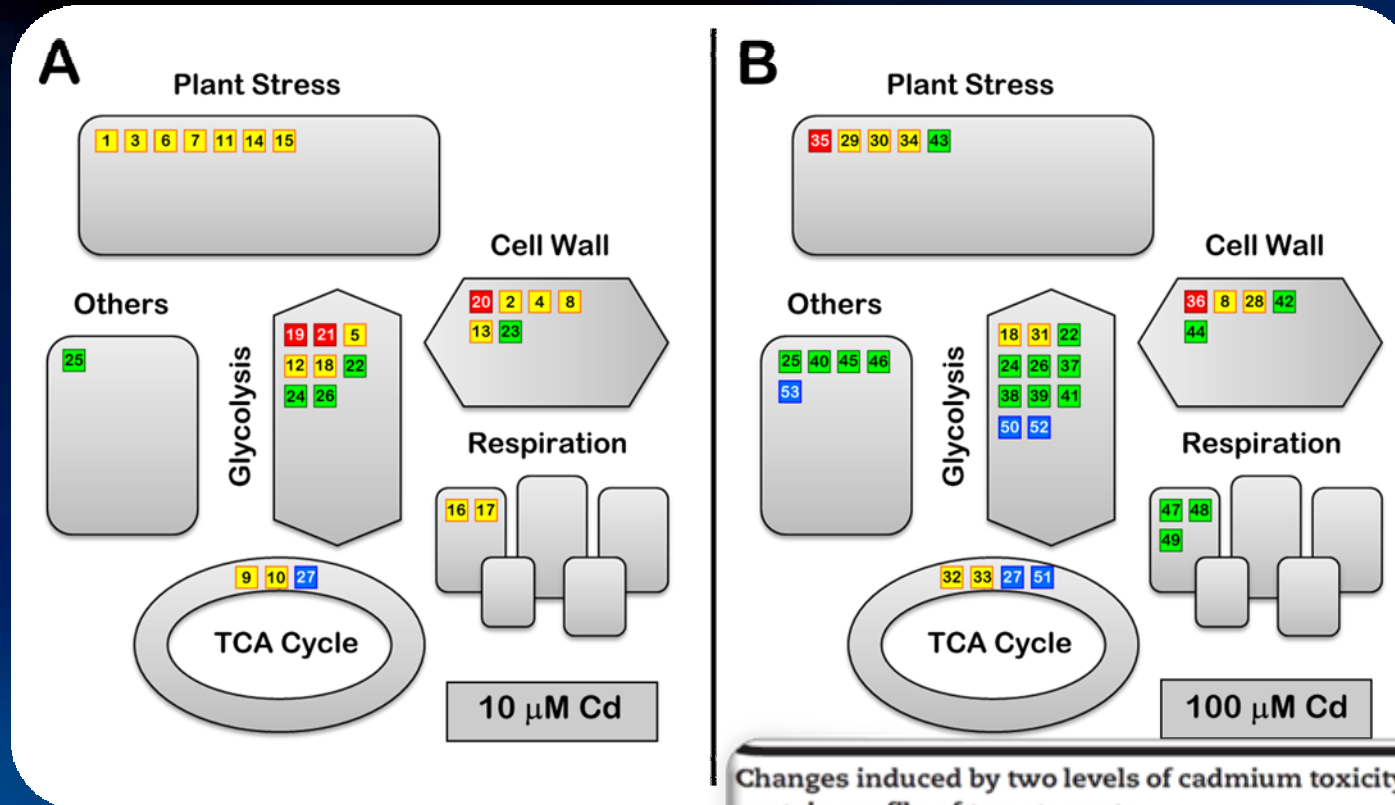 A
Plant Stress
1 3 6 7 11 14 15
Cell Wall
20 2 4 8
13 23
Others
25
Glycolysis
19 21 5
12 18 22
24 26
Respiration
16 17
9 10 27
TCA Cycle
10 μM Cd
B
Plant Stress
35 29 30 34 43
Cell Wall
36 8 28 42
44
Others
25 40 45 46
53
Glycolysis
18 31 22
24 26 37
38 39 41
50 52
Respiration
47 48
49
32 33 27 51
TCA Cycle
100 μM Cd
Changes induced by two levels of cadmium toxicity